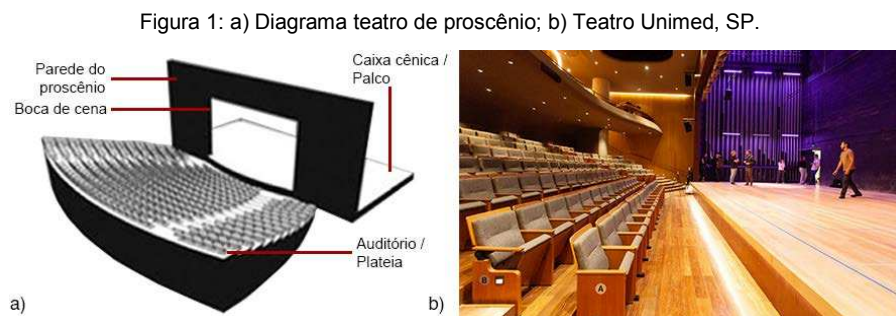 Figura 1: a) Diagrama teatro de proscênio; b) Teatro Unimed, SP.
Parede do
proscênio
Boca de cena
Caixa cênica /
Palco
Auditório /
Plateia
a)
b)
B
A